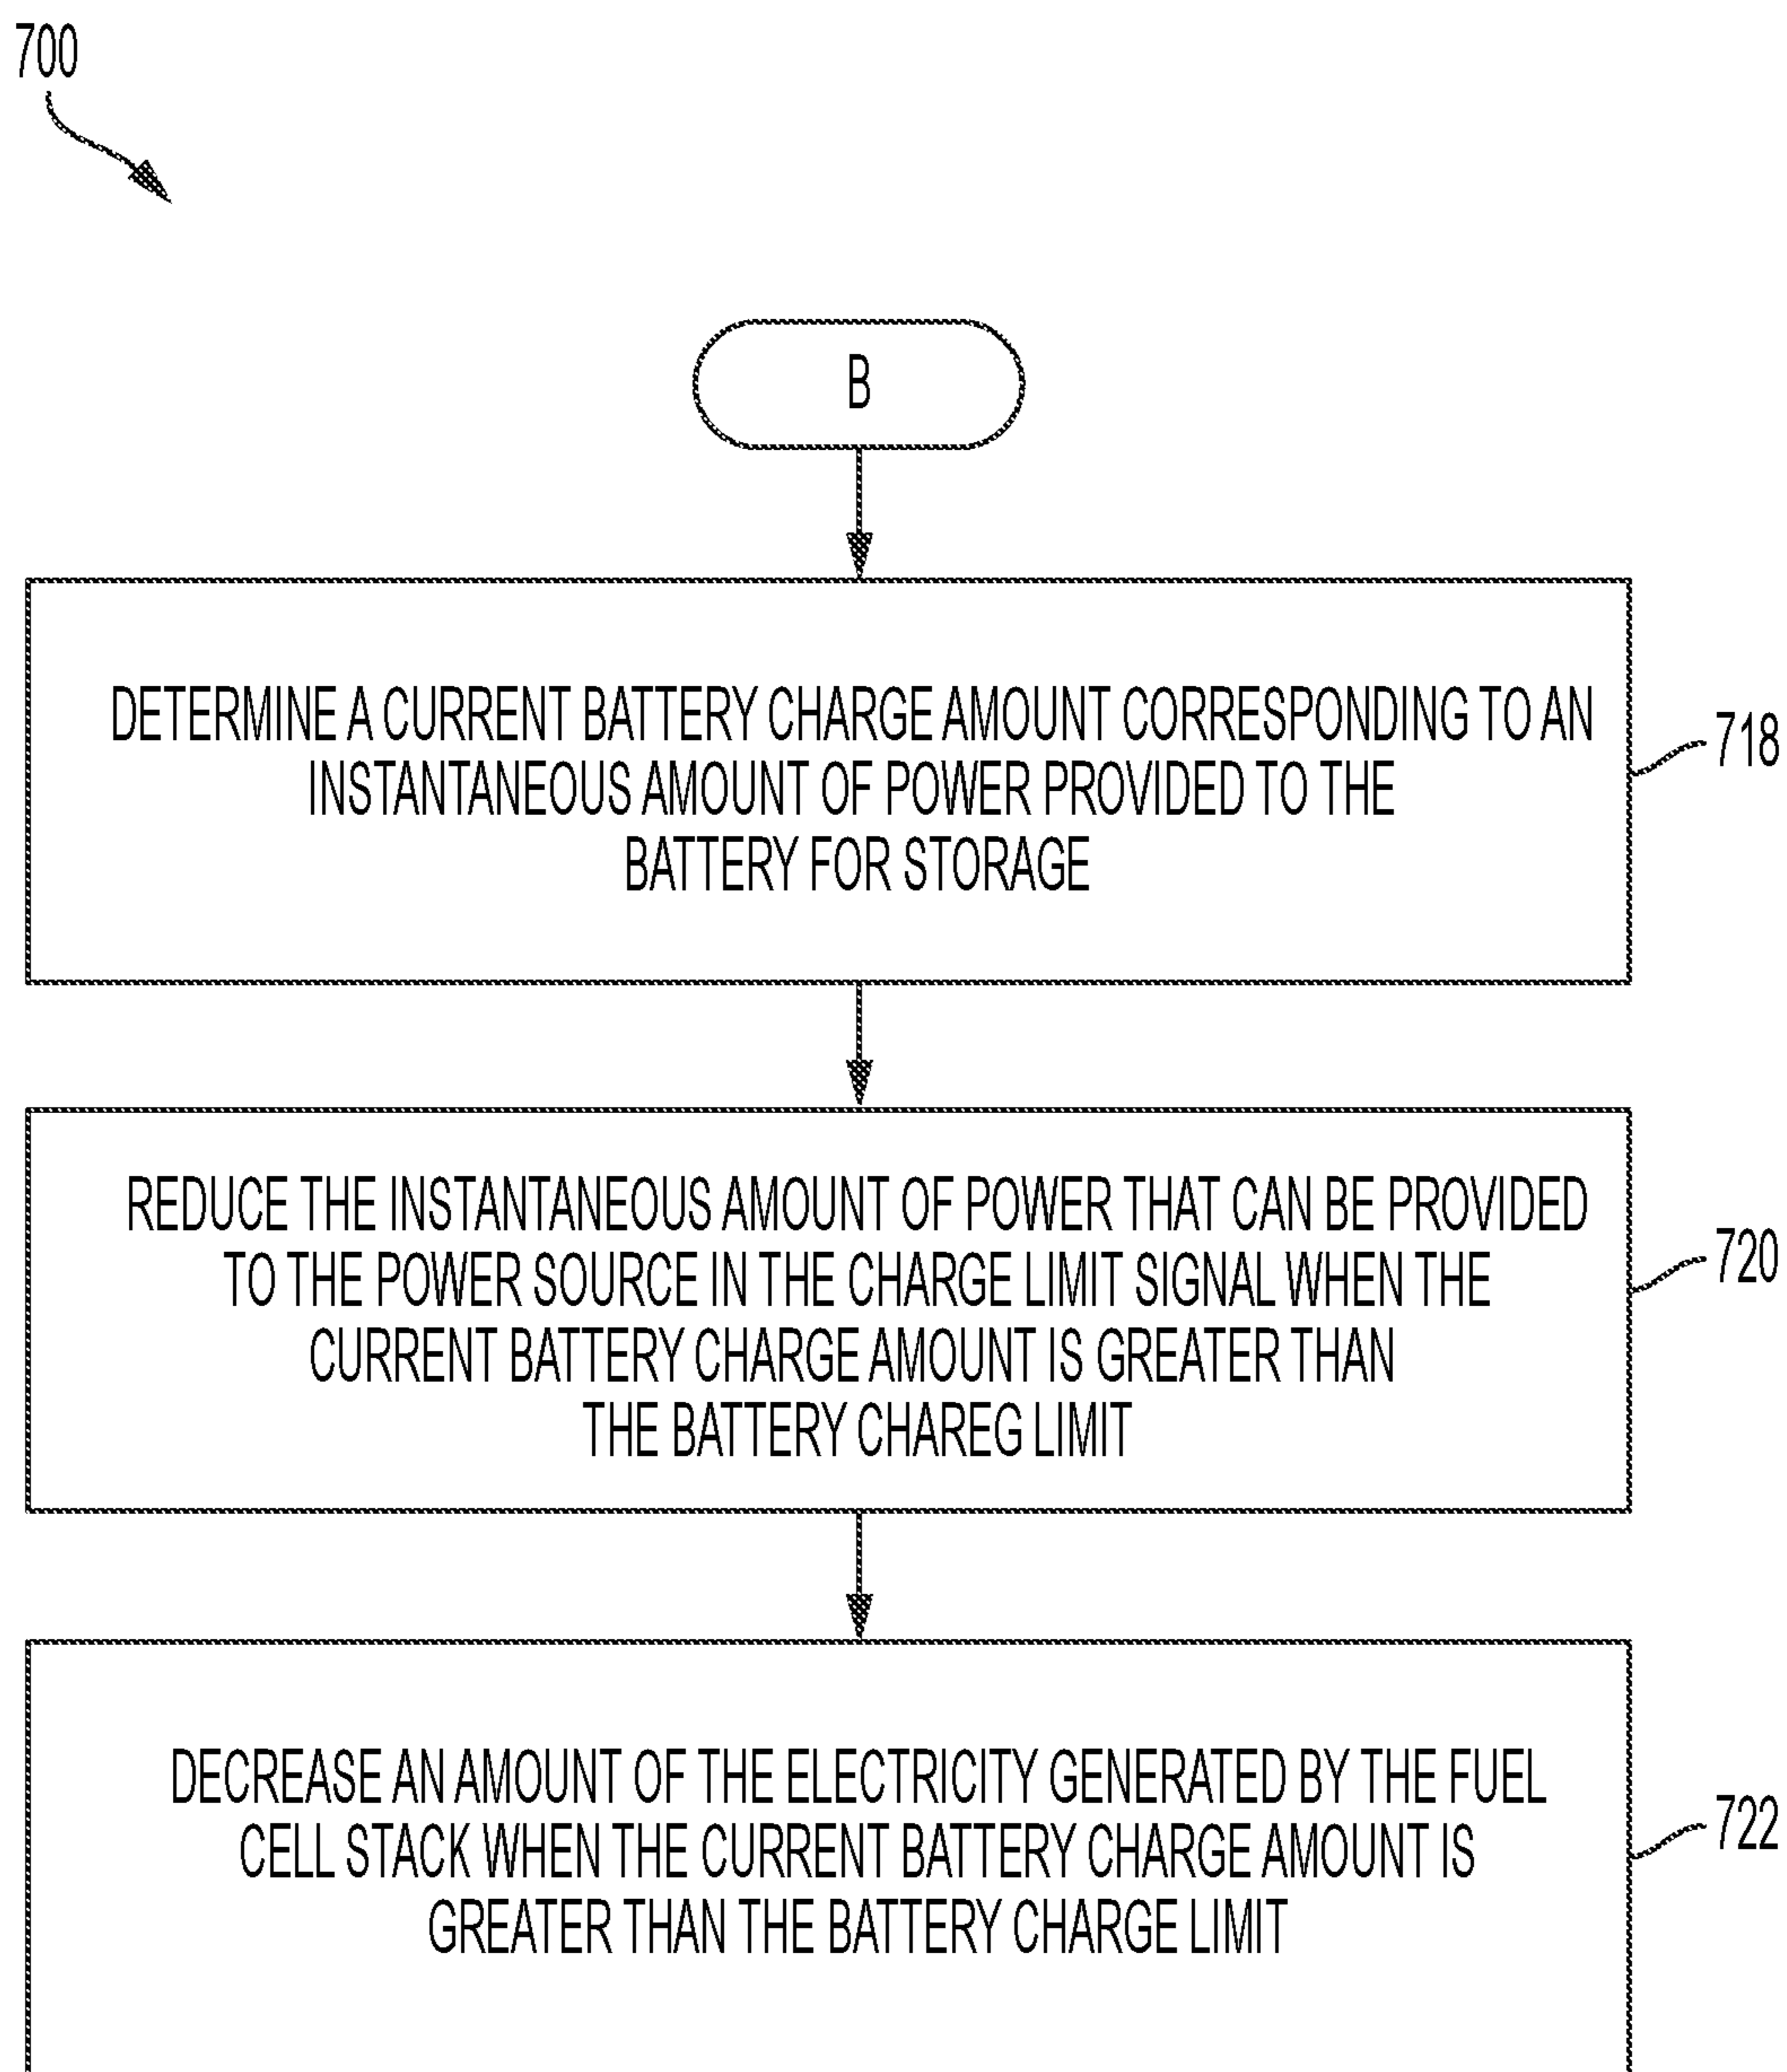 700
B
DETERMINE A CURRENT BATTERY CHARGE AMOUNT CORRESPONDING TO AN
INSTANTANEOUS AMOUNT OF POWER PROVIDED TO THE
BATTERY FOR STORAGE
718
REDUCE THE INSTANTANEOUS AMOUNT OF POWER THAT CAN BE PROVIDED
TO THE POWER SOURCE IN THE CHARGE LIMIT SIGNAL WHEN THE
CURRENT BATTERY CHARGE AMOUNT IS GREATER THAN
THE BATTERY CHAREG LIMIT
720
DECREASE AN AMOUNT OF THE ELECTRICITY GENERATED BY THE FUEL
CELL STACK WHEN THE CURRENT BATTERY CHARGE AMOUNT IS
GREATER THAN THE BATTERY CHARGE LIMIT
722